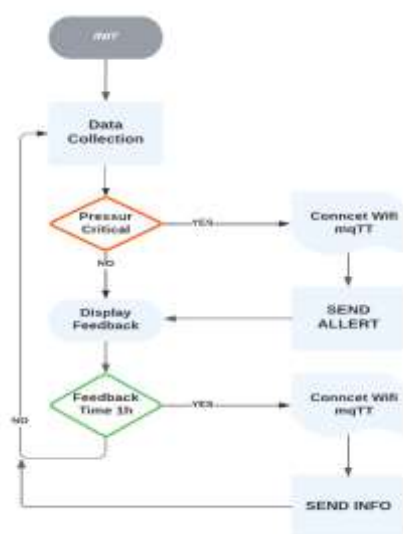 INIT
Data
Collection
Pressur
Critical
YES
Conncet Wifi
mqTT
NO
Display
Feedback
SEND
ALLERT
Feedback
Time 1h
YES
Conncet Wifi
mqTT
NO
SEND INFO